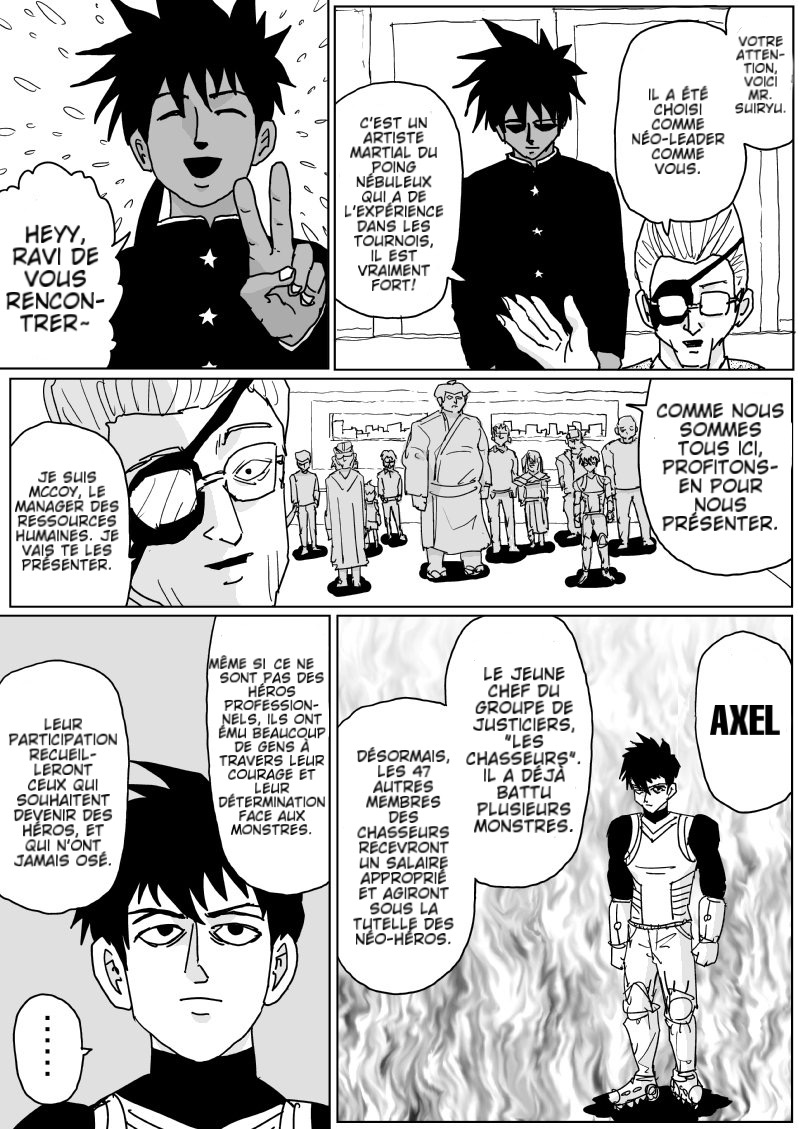 VOTRE
ATTEN-
TION,
VOICI
MR.
SUIRYU.
IL A ÉTÉ
CHOISI
COMME
NÉO-LEADER
COMME
VOUS.
C'EST UN
ARTISTE
MARTIAL DU
POING
NÉBULEUX
QUI A DE
L'EXPÉRIENCE
DANS LES
TOURNOIS,
IL EST
VRAIMENT
FORT!
HEYY,
RAVI DE
VOUS
RENCON-
TRER~
COMME NOUS
SOMMES
TOUS ICI,
PROFITONS-
EN POUR
NOUS
PRÉSENTER.
JE SUIS
MCCOY, LE
MANAGER DES
RESSOURCES
HUMAINES. JE
VAIS TE LES
PRÉSENTER.
AXEL
LE JEUNE
CHEF DU
GROUPE DE
JUSTICIERS,
"LES
CHASSEURS".
IL A DÉJÀ
BATTU
PLUSIEURS
MONSTRES.
DÉSORMAIS,
LES 47
AUTRES
MEMBRES
DES
CHASSEURS
RECEVRONT
UN SALAIRE
APPROPRIÉ
ET AGIRONT
SOUS LA
TUTELLE DES
NÉO-HÉROS.
MÊME SI CE NE
SONT PAS DES
HÉROS
PROFESSION-
NELS, ILS ONT
ÉMU BEAUCOUP
DE GENS À
TRAVERS LEUR
COURAGE ET
LEUR
DÉTERMINATION
FACE AUX
MONSTRES.
LEUR
PARTICIPATION
RECUEIL-
LERONT
CEUX QUI
SOUHAITENT
DEVENIR DES
HÉROS, ET
QUI N'ONT
JAMAIS OSÉ.
......